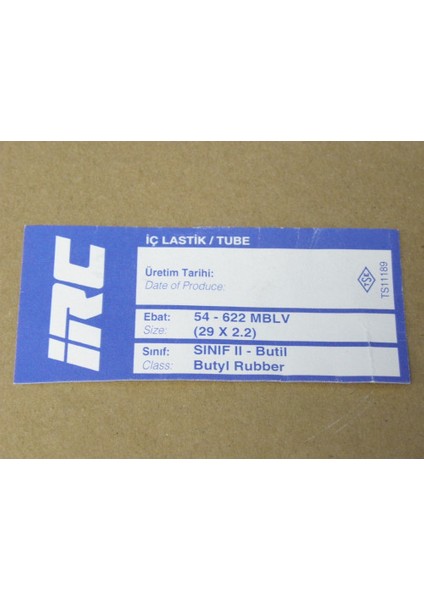 IRC
İÇ LASTİK / TUBE
Üretim Tarihi:
Date of Produce:
Ebat: 54 - 622 MBLV
Size: (29 X 2.2)
Sınıf: SINIF II - Butil
Class: Butyl Rubber
TSE
TS11189